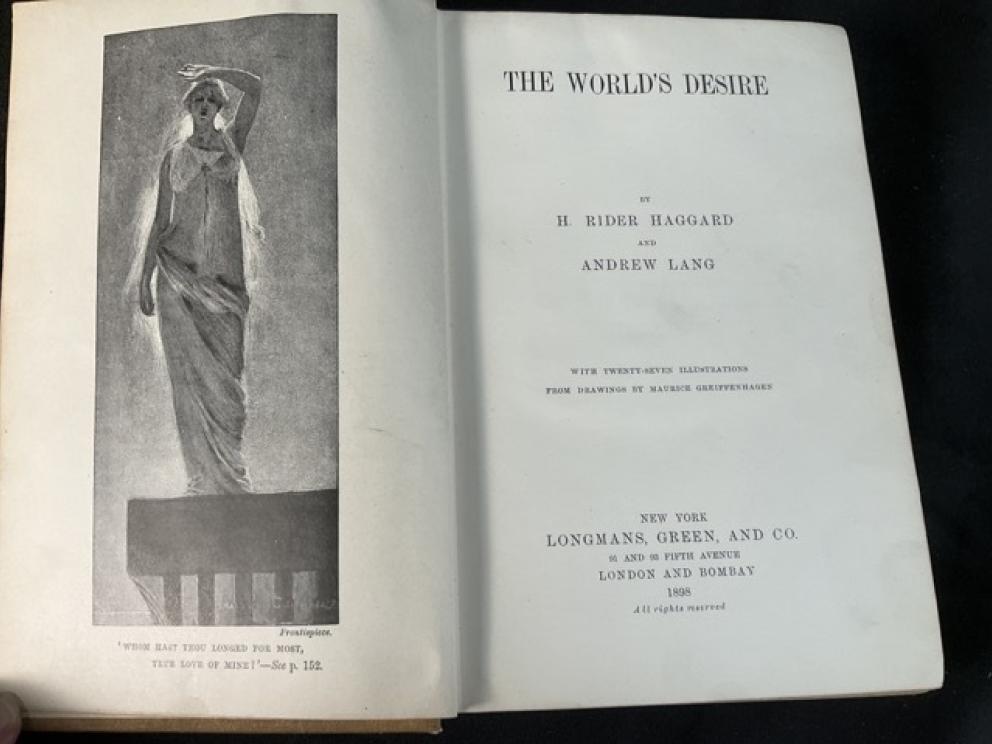 Frontispiece.
'WHOM HAST THOU LONGED FOR MOST,
TRUE LOVE OF MINE?'—See p. 152.
THE WORLD'S DESIRE
BY
H. RIDER HAGGARD
AND
ANDREW LANG
WITH TWENTY-SEVEN ILLUSTRATIONS
FROM DRAWINGS BY MAURICE GREIFFENHAGEN
NEW YORK
LONGMANS, GREEN, AND CO.
91 AND 93 FIFTH AVENUE
LONDON AND BOMBAY
1898
All rights reserved